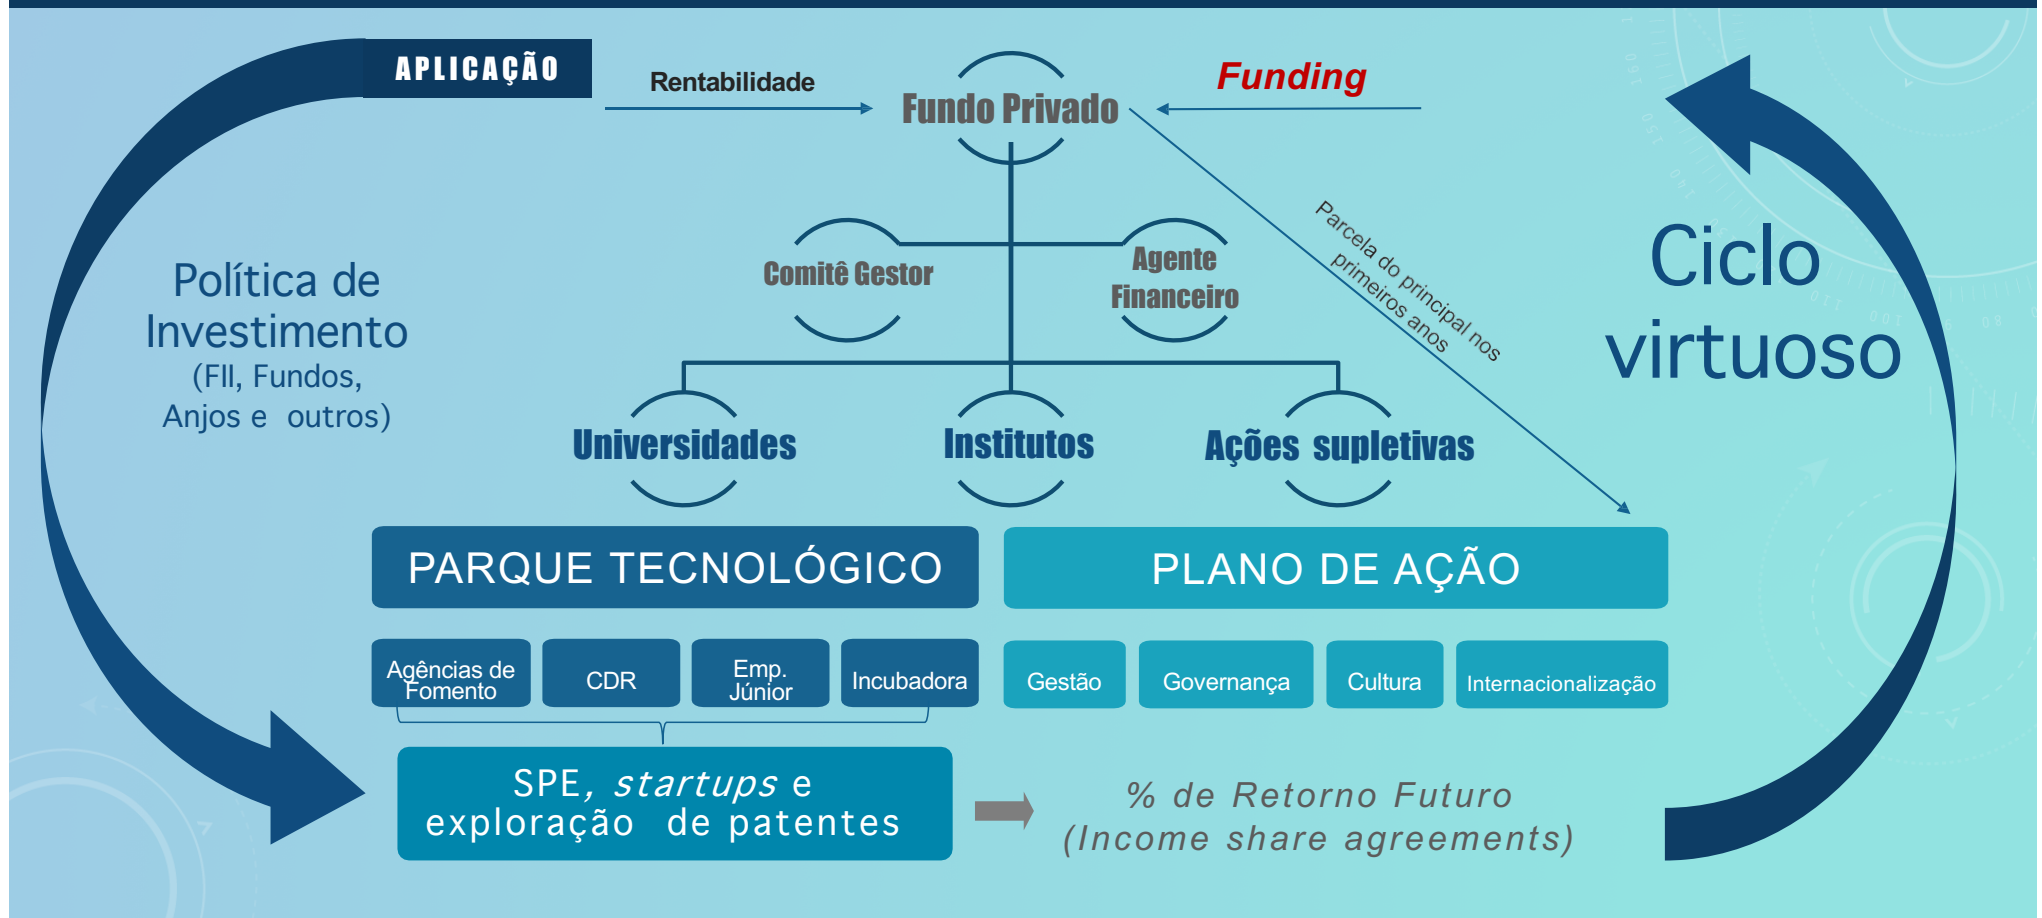 APLICAÇÃO
Rentabilidade
Fundo Privado
Funding
Parcela do principal nos
primeiros anos
Comitê Gestor
Agente
Financeiro
Política de
Investimento
(FII, Fundos,
Anjos e outros)
Ciclo
virtuoso
Universidades
Institutos
Ações supletivas
PARQUE TECNOLÓGICO
PLANO DE AÇÃO
Agências de
Fomento
CDR
Emp.
Júnior
Incubadora
Gestão
Governança
Cultura
Internacionalização
SPE, startups e
exploração de patentes
% de Retorno Futuro
(Income share agreements)